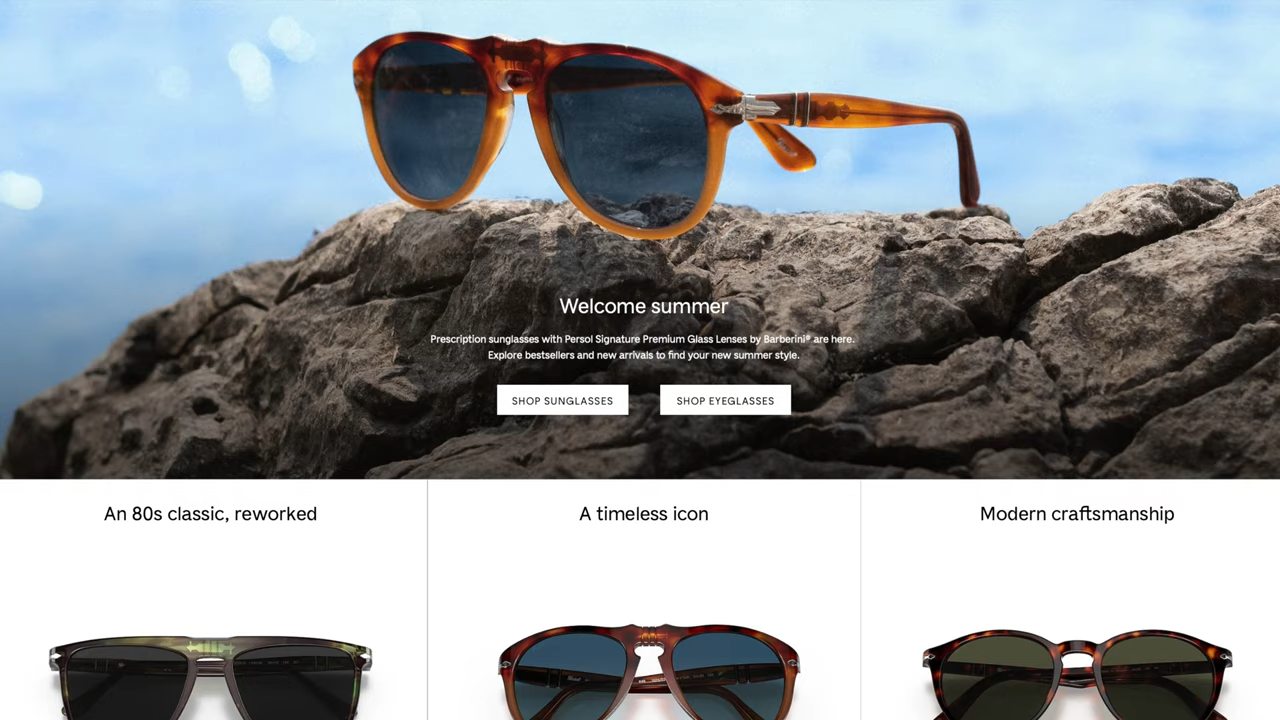 Welcome summer
Prescription sunglasses with Persol Signature Premium Glass Lenses by Barberini® are here.
Explore bestsellers and new arrivals to find your new summer style.
SHOP SUNGLASSES
SHOP EYEGLASSES
An 80s classic, reworked
A timeless icon
Modern craftsmanship